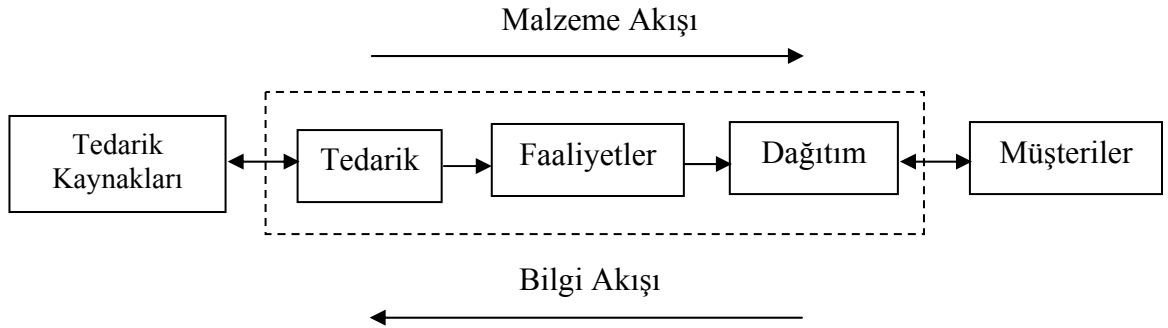 Malzeme Akışı
Tedarik
Kaynakları
Tedarik
Faaliyetler
Dağıtım
Müşteriler
Bilgi Akışı